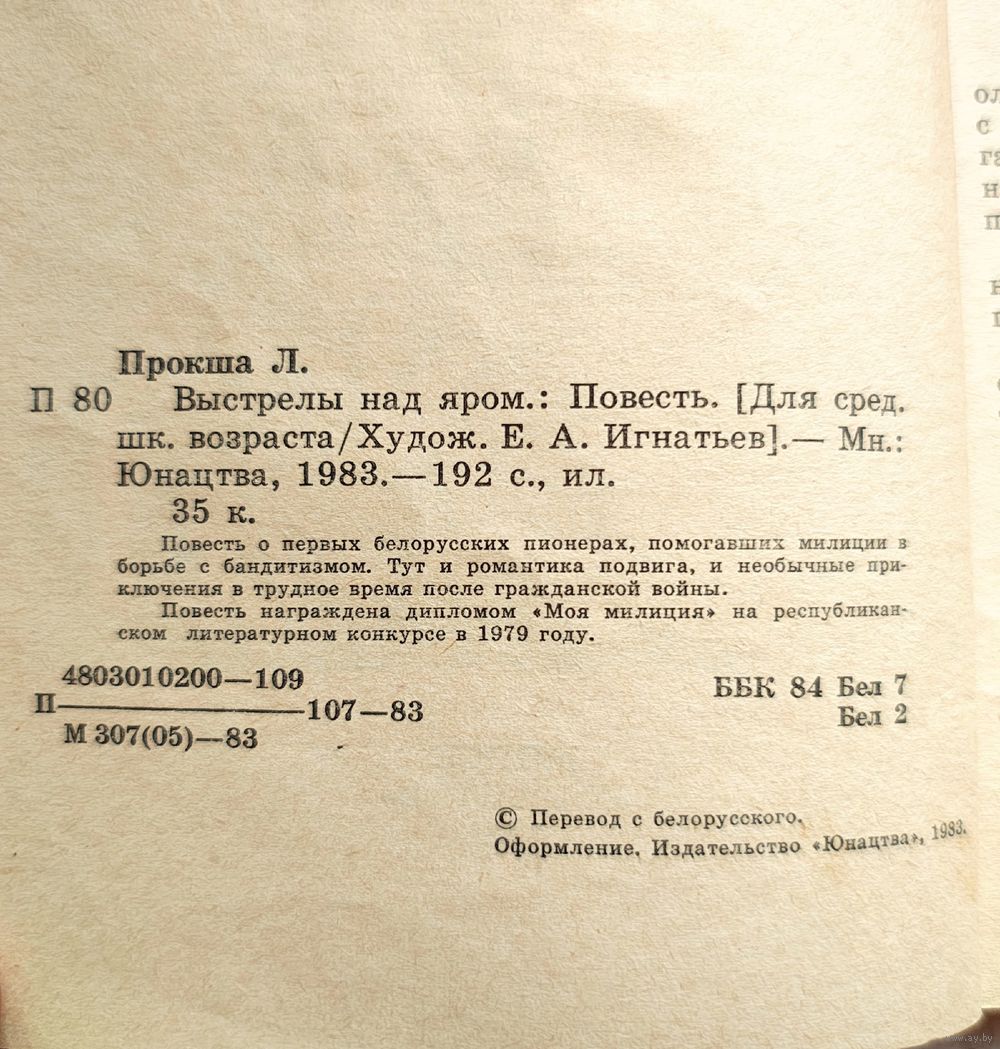 Прокша Л.
П 80 Выстрелы над яром.: Повесть. [Для сред.
шк. возраста/Худож. Е. А. Игнатьев].— Мн.:
Юнацтва, 1983.—192 с., ил.
35 к.
Повесть о первых белорусских пионерах, помогавших милиции в
борьбе с бандитизмом. Тут и романтика подвига, и необычные при-
ключения в трудное время после гражданской войны.
Повесть награждена дипломом «Моя милиция» на республикан-
ском литературном конкурсе в 1979 году.
4803010200—109
П————107—83
М 307(05)—83
ББК 84 Бел 7
Бел 2
© Перевод с белорусского.
Оформление. Издательство «Юнацтва», 1983.
www.ay.by